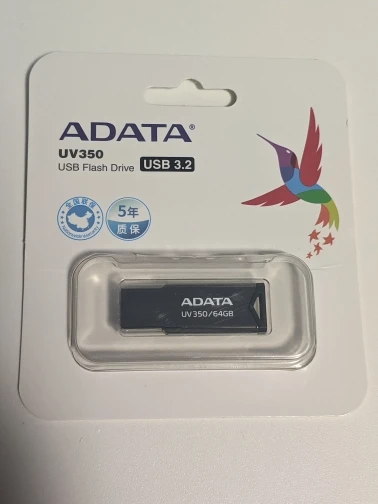 ADATA®
UV350
USB Flash Drive USB 3.2
全国联保
5年
质保
ADATA
UV350/64GB